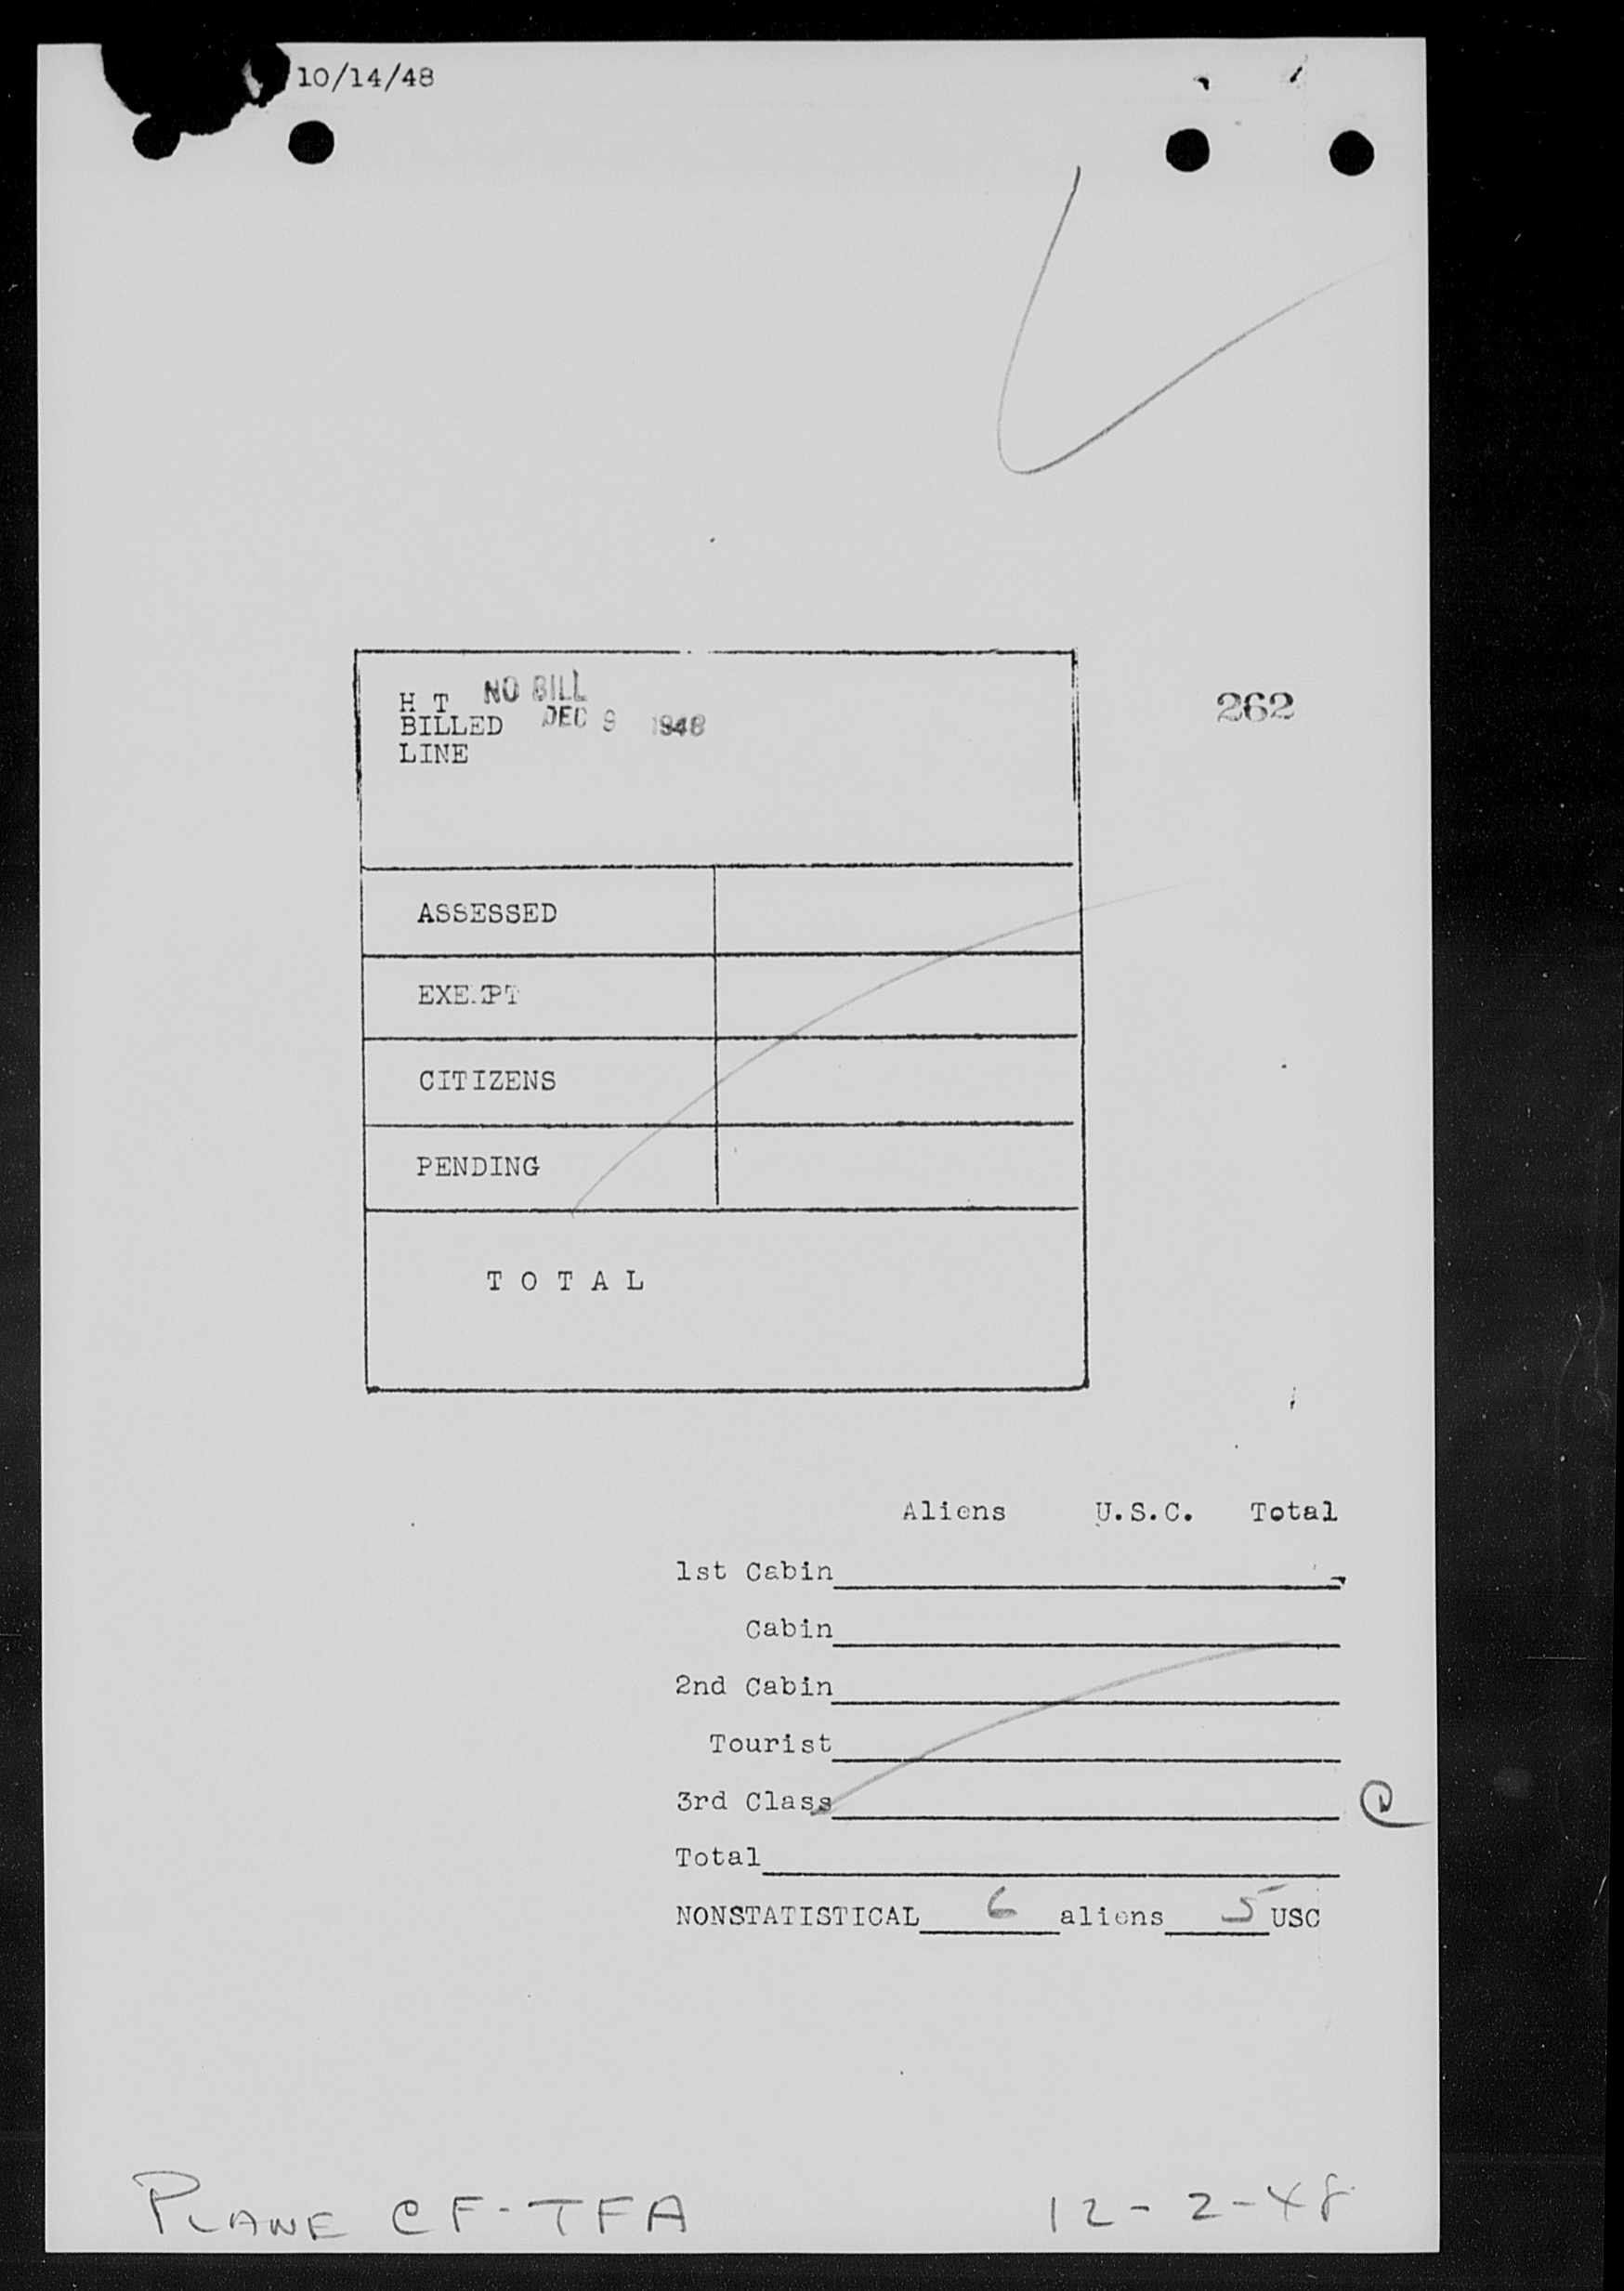 10/14/48
H T NO BILL
BILLED DEC 9 1948
LINE
262
ASSESSED
EXEMPT
CITIZENS
PENDING
T O T A L
Aliens U.S.C. Total
1st Cabin
Cabin
2nd Cabin
Tourist
3rd Class
Total
NONSTATISTICAL 6 aliens 5 USC
PLANE CF-TFA 12-2-48